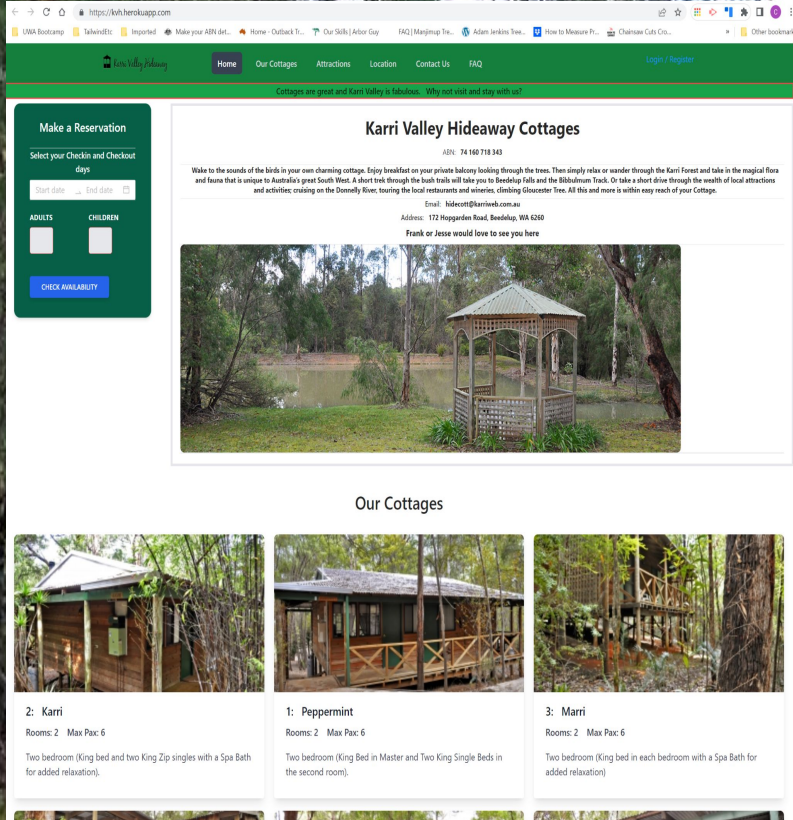 https://kvh.herokuapp.com
UWA Bootcamp TailwindEtc Imported Make your ABN det... Home - Outback Tr... Our Skills | Arbor Guy FAQ | Manjimup Tre... Adam Jenkins Tree... How to Measure Pr... Chainsaw Cuts Cro... » Other bookmark
Karri Valley Hideaway Home Our Cottages Attractions Location Contact Us FAQ Login / Register
Cottages are great and Karri Valley is fabulous. Why not visit and stay with us?
Make a Reservation
Select your Checkin and Checkout
days
Start date → End date
ADULTS CHILDREN
CHECK AVAILABILITY
Karri Valley Hideaway Cottages
ABN: 74 160 718 343
Wake to the sounds of the birds in your own charming cottage. Enjoy breakfast on your private balcony looking through the trees. Then simply relax or wander through the Karri Forest and take in the magical flora
and fauna that is unique to Australia's great South West. A short trek through the bush trails will take you to Beedelup Falls and the Bibbulmum Track. Or take a short drive through the wealth of local attractions
and activities; cruising on the Donnelly River, touring the local restaurants and wineries, climbing Gloucester Tree. All this and more is within easy reach of your Cottage.
Email: hidecott@karriweb.com.au
Address: 172 Hopgarden Road, Beedelup, WA 6260
Frank or Jesse would love to see you here
Our Cottages
2: Karri
Rooms: 2 Max Pax: 6
Two bedroom (King bed and two King Zip singles with a Spa Bath
for added relaxation).
1: Peppermint
Rooms: 2 Max Pax: 6
Two bedroom (King Bed in Master and Two King Single Beds in
the second room).
3: Marri
Rooms: 2 Max Pax: 6
Two bedroom (King bed in each bedroom with a Spa Bath for
added relaxation)